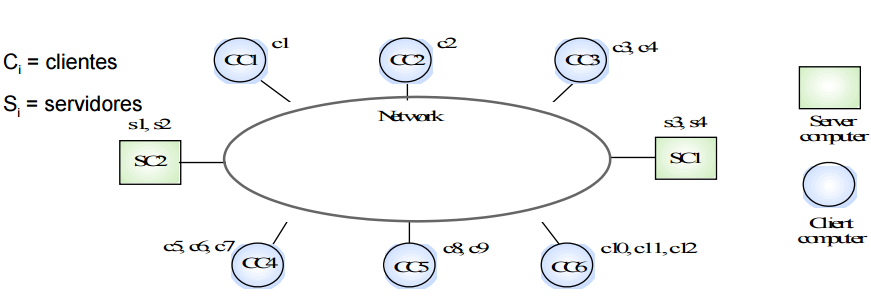 c1
c2
c3, c4
CC1
CC2
CC3
Ci = clientes
Si = servidores
s1, s2
Network
s3, s4
SC2
SC1
Server
computer
c5, c6, c7
c8, c9
c10, c11, c12
CC4
CC5
CC6
Client
computer